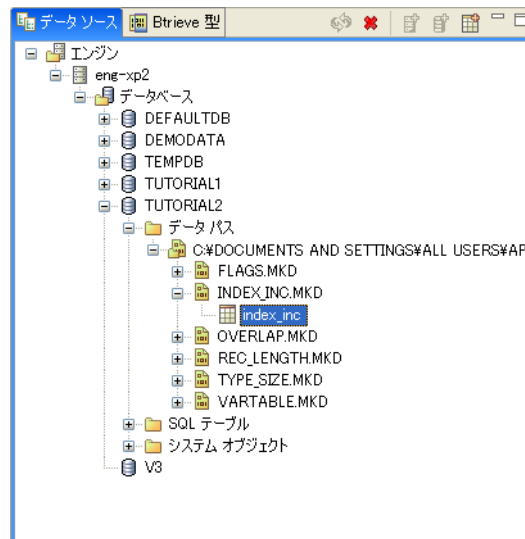 データ ソース Btrieve 型
エンジン
eng-xp2
データベース
DEFAULTDB
DEMODATA
TEMPDB
TUTORIAL1
TUTORIAL2
データ パス
C:¥DOCUMENTS AND SETTINGS¥ALL USERS¥AP
FLAGS.MKD
INDEX_INC.MKD
index_inc
OVERLAP.MKD
REC_LENGTH.MKD
TYPE_SIZE.MKD
VARTABLE.MKD
SQL テーブル
システム オブジェクト
V3